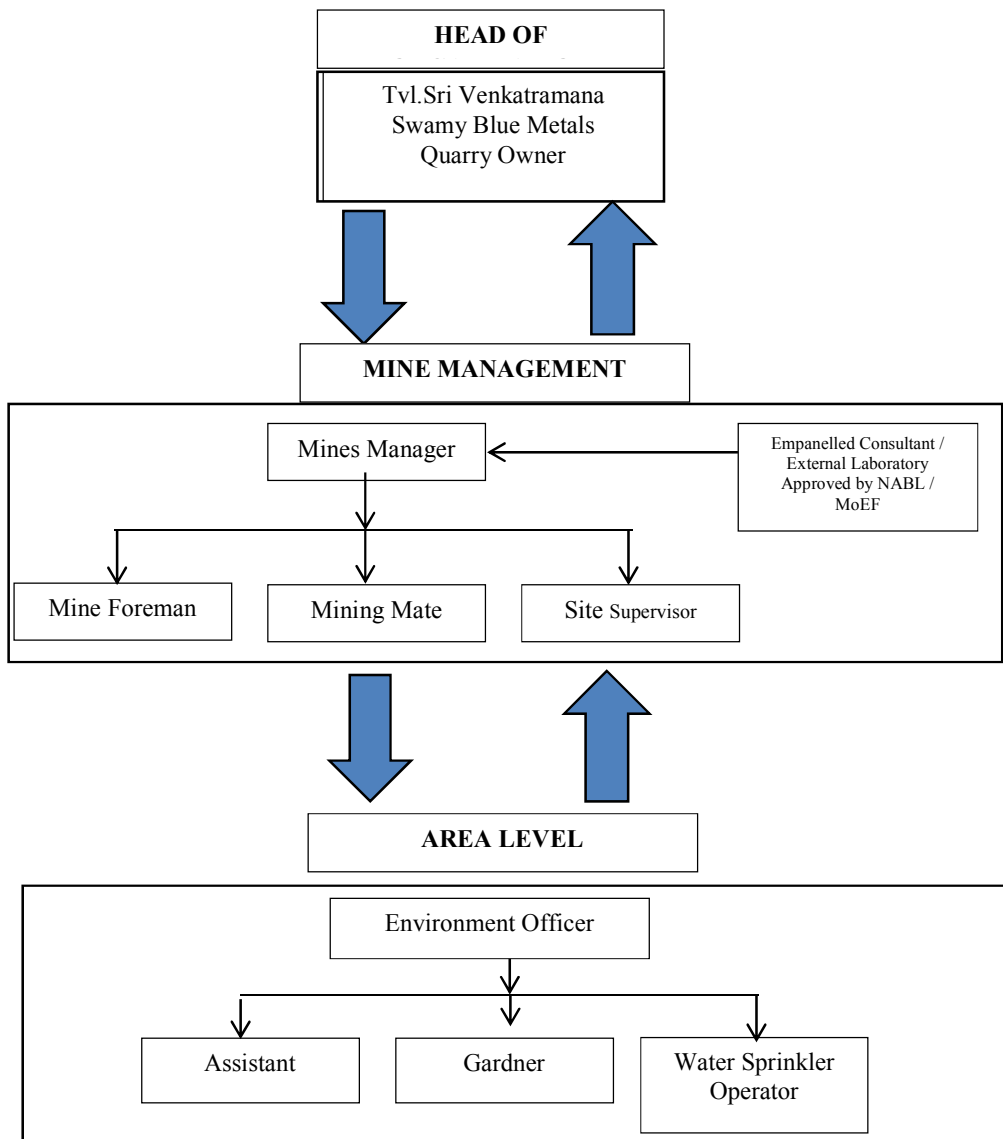 HEAD OF
Tvl.Sri Venkatramana
Swamy Blue Metals
Quarry Owner
MINE MANAGEMENT
Mines Manager
Empanelled Consultant /
External Laboratory
Approved by NABL /
MoEF
Mine Foreman
Mining Mate
Site Supervisor
AREA LEVEL
Environment Officer
Assistant
Gardner
Water Sprinkler
Operator